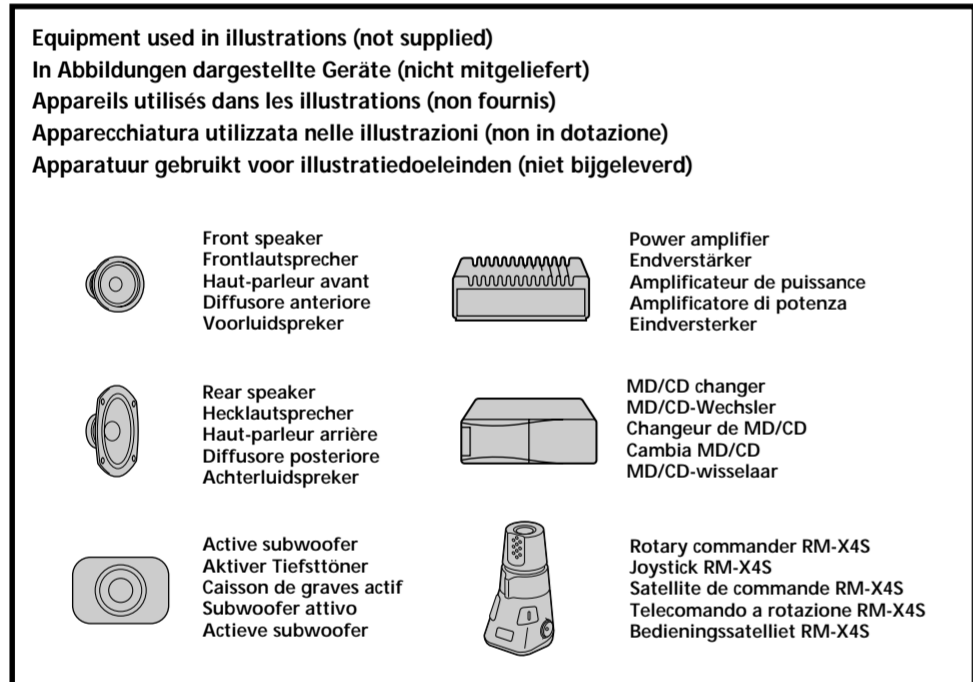 Equipment used in illustrations (not supplied)
In Abbildungen dargestellte Geräte (nicht mitgeliefert)
Appareils utilisés dans les illustrations (non fournis)
Apparecchiatura utilizzata nelle illustrazioni (non in dotazione)
Apparatuur gebruikt voor illustratiedoeleinden (niet bijgeleverd)
Front speaker
Frontlautsprecher
Haut-parleur avant
Diffusore anteriore
Voorluidspreker
Power amplifier
Endverstärker
Amplificateur de puissance
Amplificatore di potenza
Eindversterker
Rear speaker
Hecklautsprecher
Haut-parleur arrière
Diffusore posteriore
Achterluidspreker
MD/CD changer
MD/CD-Wechsler
Changeur de MD/CD
Cambia MD/CD
MD/CD-wisselaar
Active subwoofer
Aktiver Tiefsttöner
Caisson de graves actif
Subwoofer attivo
Actieve subwoofer
Rotary commander RM-X4S
Joystick RM-X4S
Satellite de commande RM-X4S
Telecomando a rotazione RM-X4S
Bedieningssatelliet RM-X4S